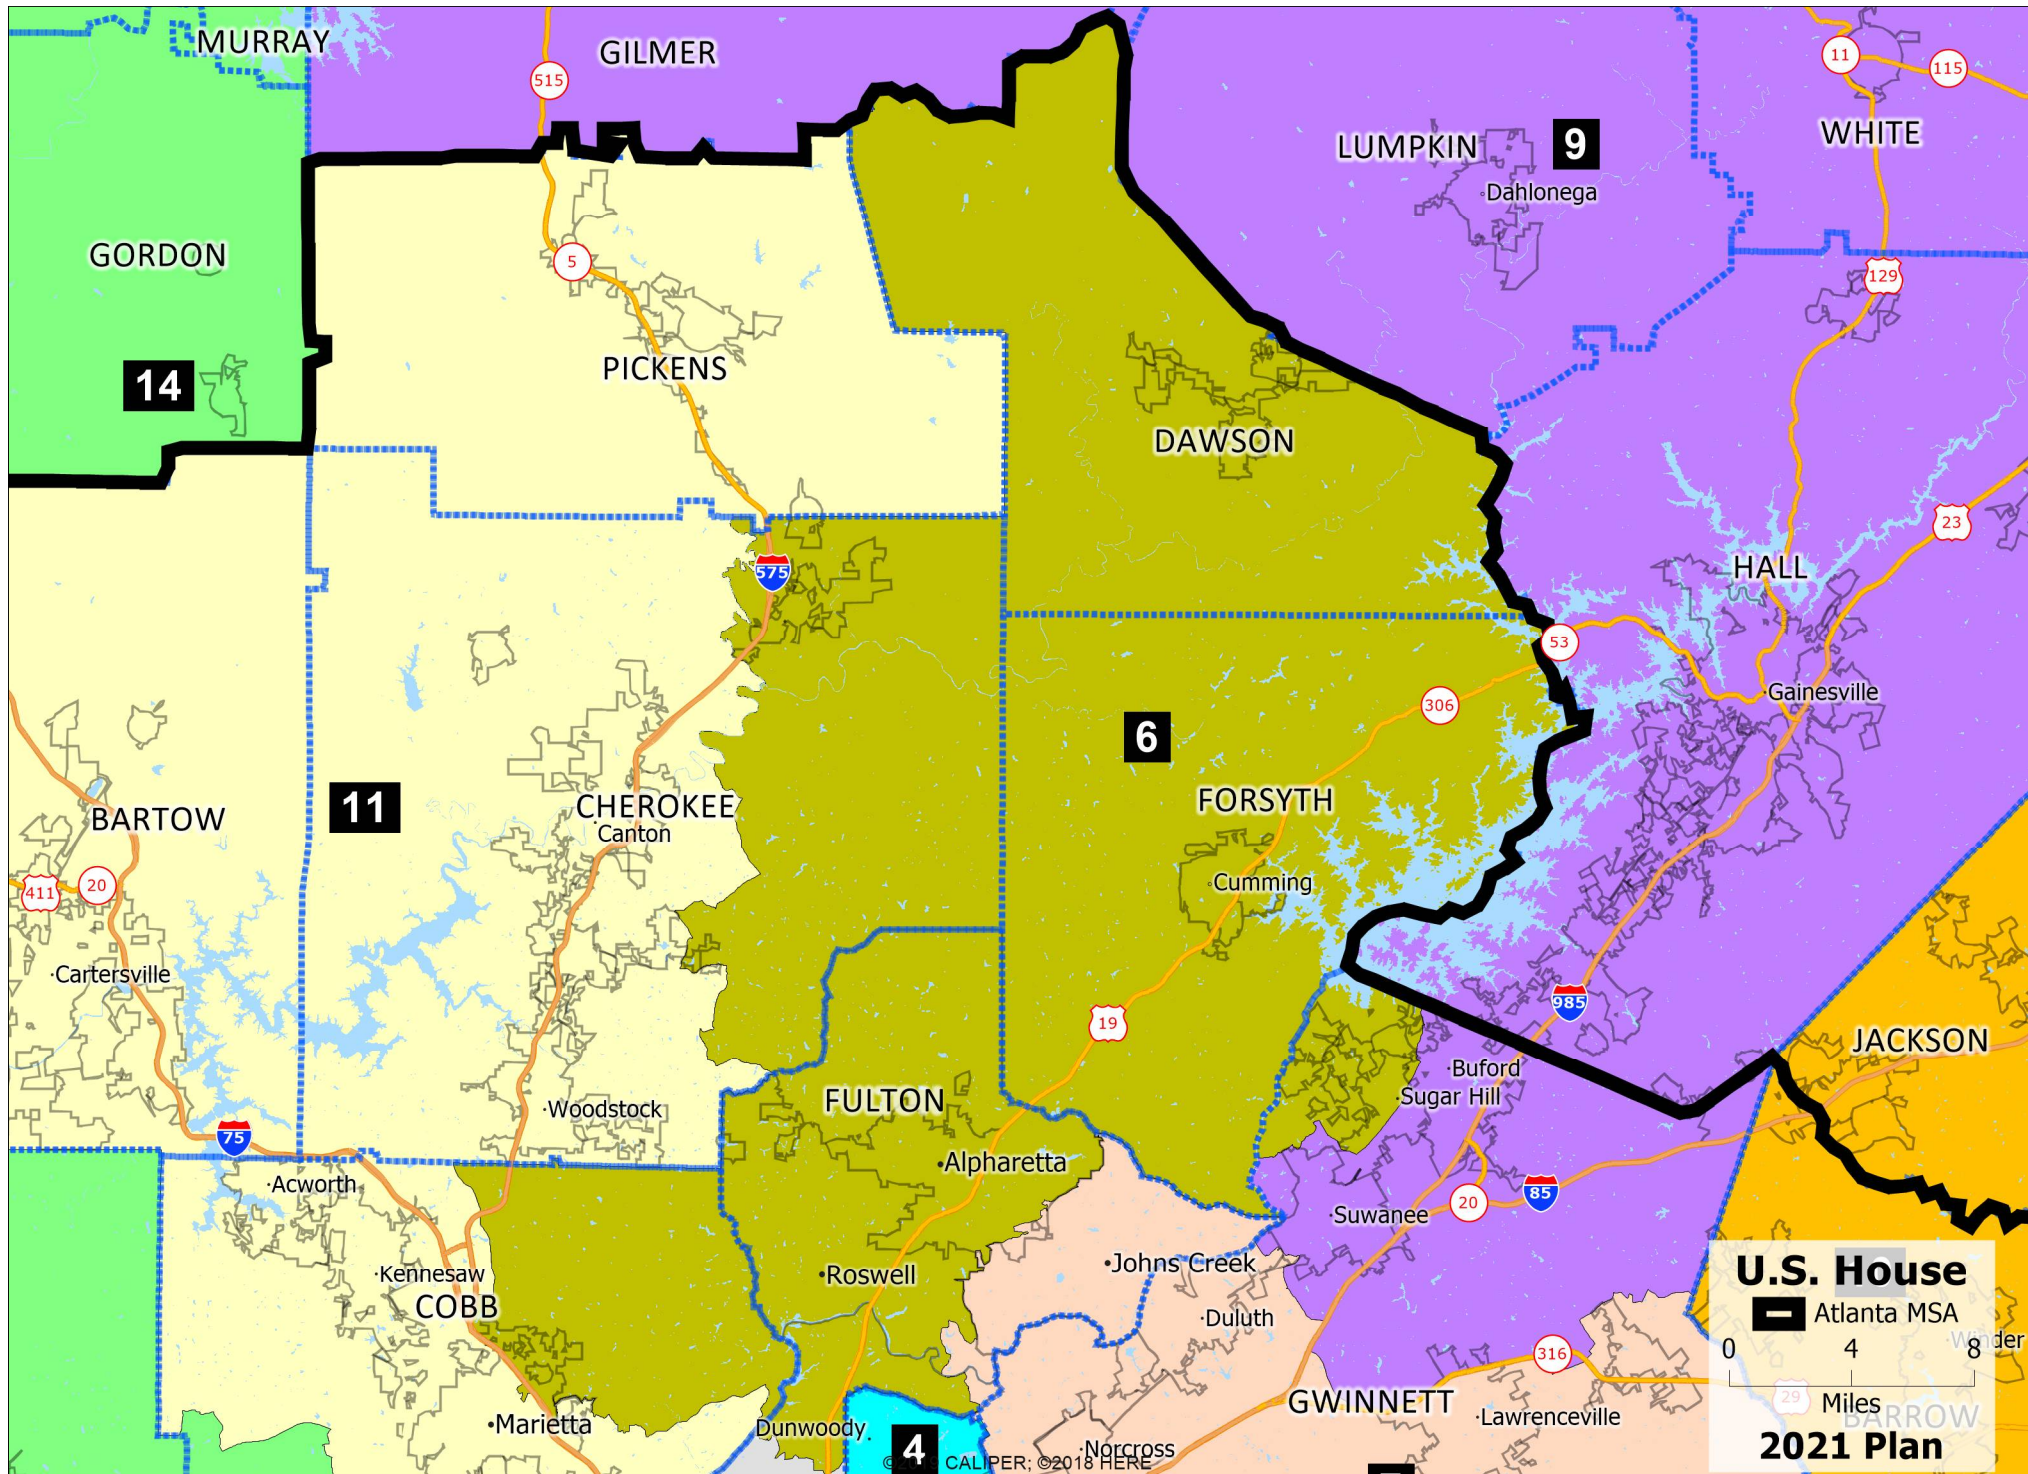 MURRAY
GILMER
515
11
115
LUMPKIN
9
WHITE
Dahlonega
GORDON
5
129
14
PICKENS
DAWSON
23
575
HALL
53
Gainesville
306
6
BARTOW
11
CHEROKEE
Canton
FORSYTH
411
20
Cumming
Cartersville
985
19
JACKSON
Buford
Sugar Hill
Woodstock
FULTON
75
Acworth
Alpharetta
85
20
Suwanee
Kennesaw
COBB
Roswell
Johns Creek
Duluth
U.S. House
Atlanta MSA
0 4 8
Miles
2021 Plan
Winder
316
29
BARROW
GWINNETT
Lawrenceville
Marietta
Dunwoody
4
Norcross
CALIPER; ©2018 HERE